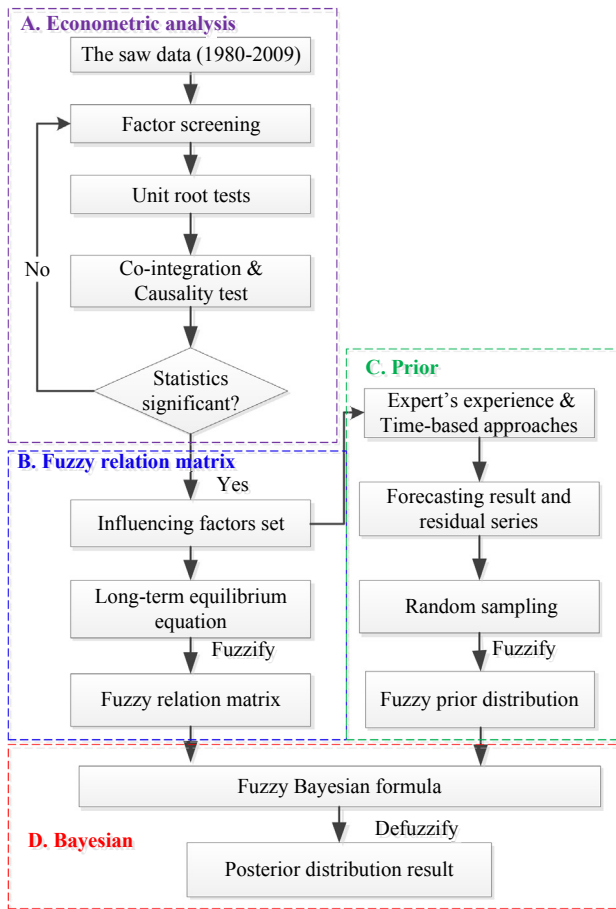 A. Econometric analysis
The saw data (1980-2009)
Factor screening
Unit root tests
No
Co-integration &
Causality test
Statistics
significant?
Yes
B. Fuzzy relation matrix
Influencing factors set
Long-term equilibrium
equation
Fuzzify
Fuzzy relation matrix
C. Prior
Expert's experience &
Time-based approaches
Forecasting result and
residual series
Random sampling
Fuzzify
Fuzzy prior distribution
Fuzzy Bayesian formula
Defuzzify
D. Bayesian
Posterior distribution result